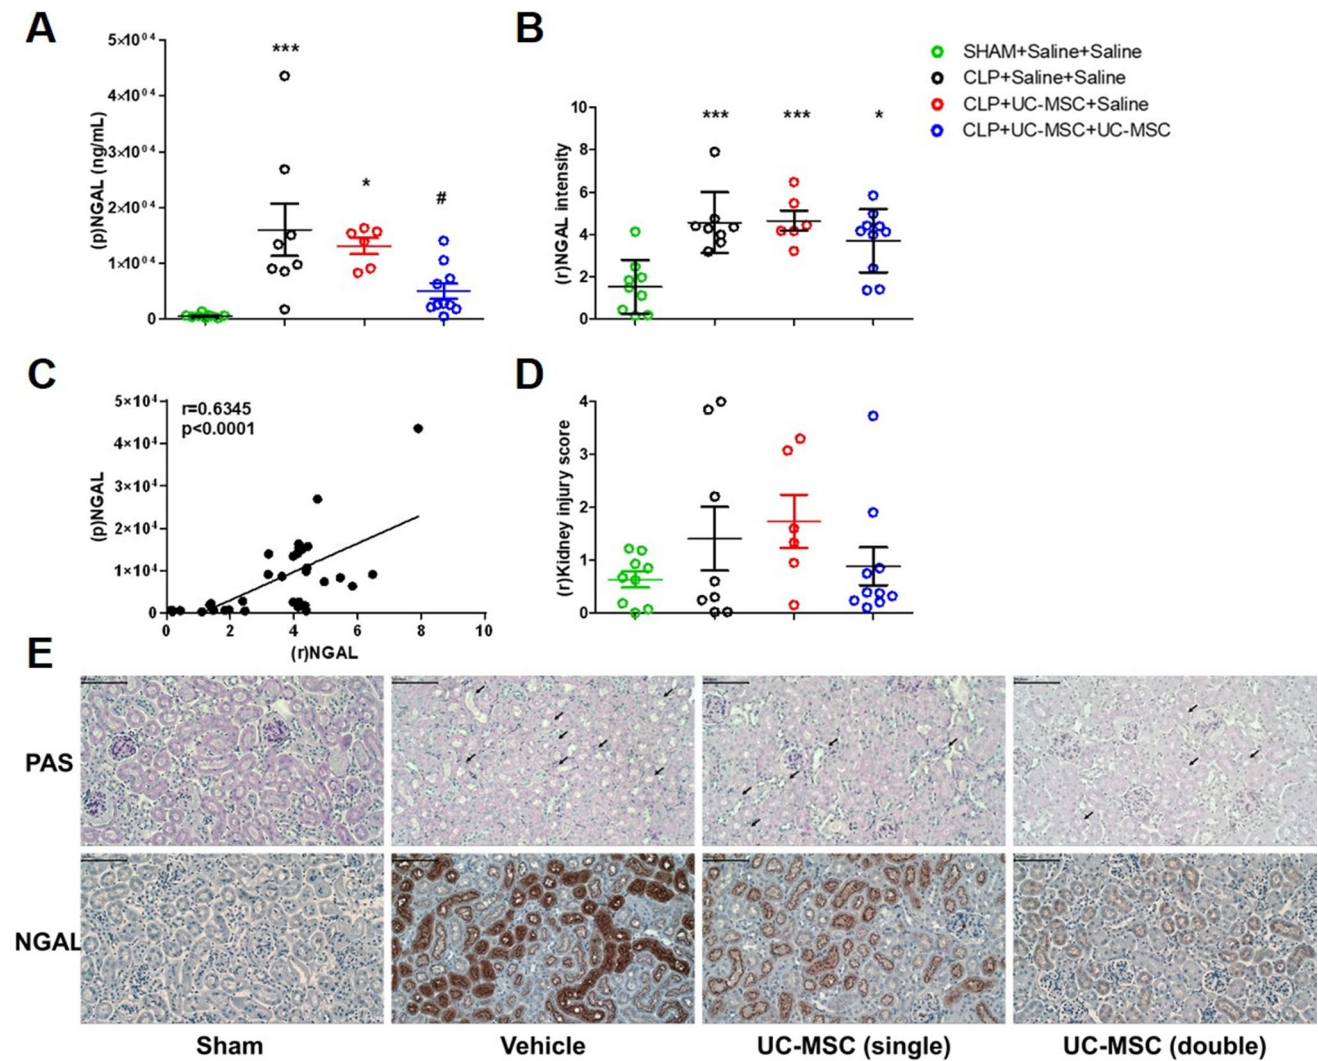 A
5×10⁰⁴
4×10⁰⁴
3×10⁰⁴
2×10⁰⁴
1×10⁰⁴
0
(p)NGAL (ng/mL)
***
*
#
B
10
8
6
4
2
0
(r)NGAL intensity
***
***
*
SHAM+Saline+Saline
CLP+Saline+Saline
CLP+UC-MSC+Saline
CLP+UC-MSC+UC-MSC
C
r=0.6345
p<0.0001
5×10⁴
4×10⁴
3×10⁴
2×10⁴
1×10⁴
0
(p)NGAL
0 2 4 6 8 10
(r)NGAL
D
4
3
2
1
0
(r)Kidney injury score
E
PAS
NGAL
Sham
Vehicle
UC-MSC (single)
UC-MSC (double)